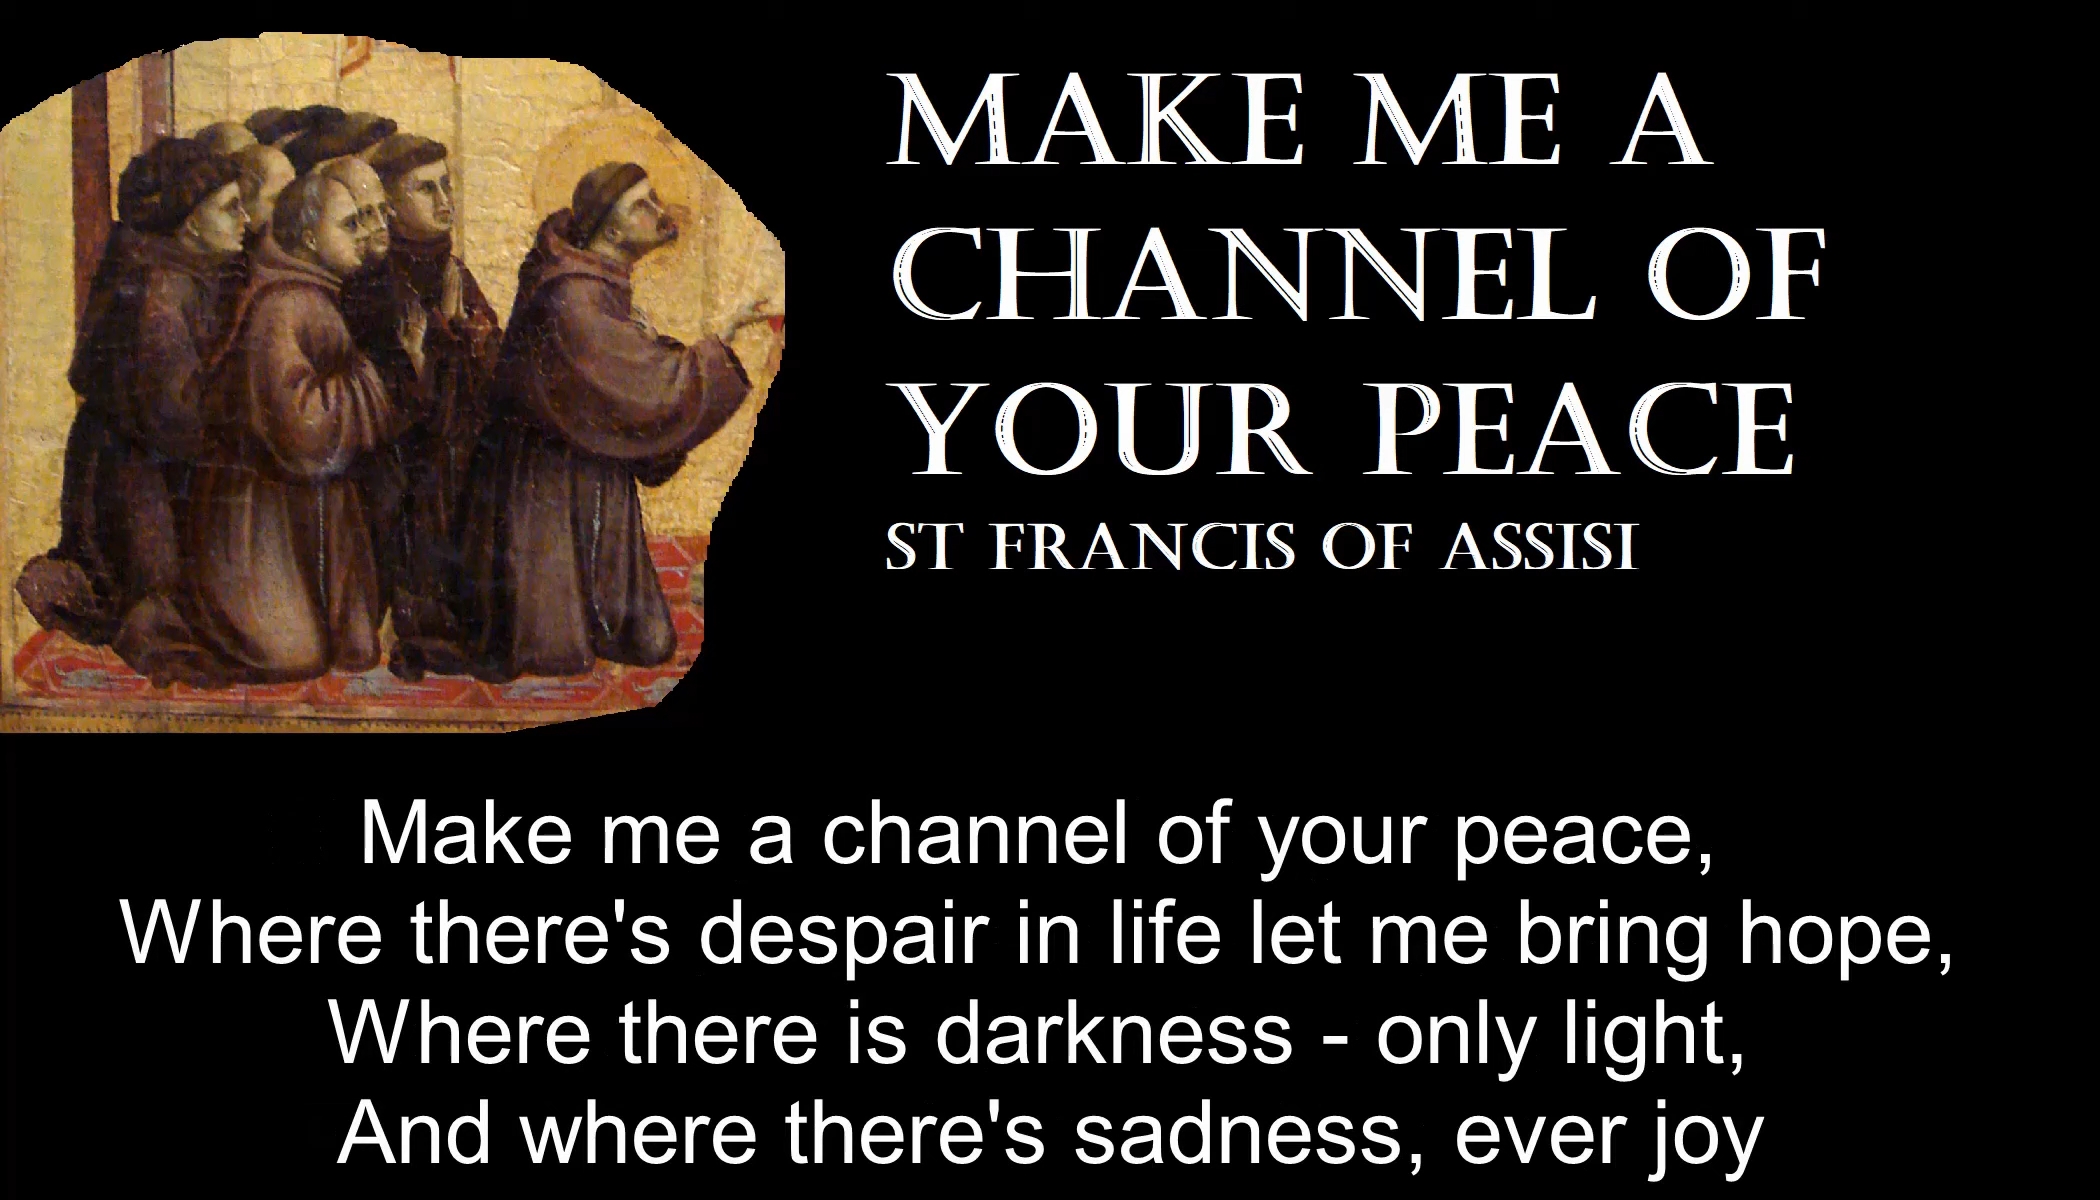 MAKE ME A
CHANNEL OF
YOUR PEACE
ST FRANCIS OF ASSISI
Make me a channel of your peace,
Where there's despair in life let me bring hope,
Where there is darkness - only light,
And where there's sadness, ever joy